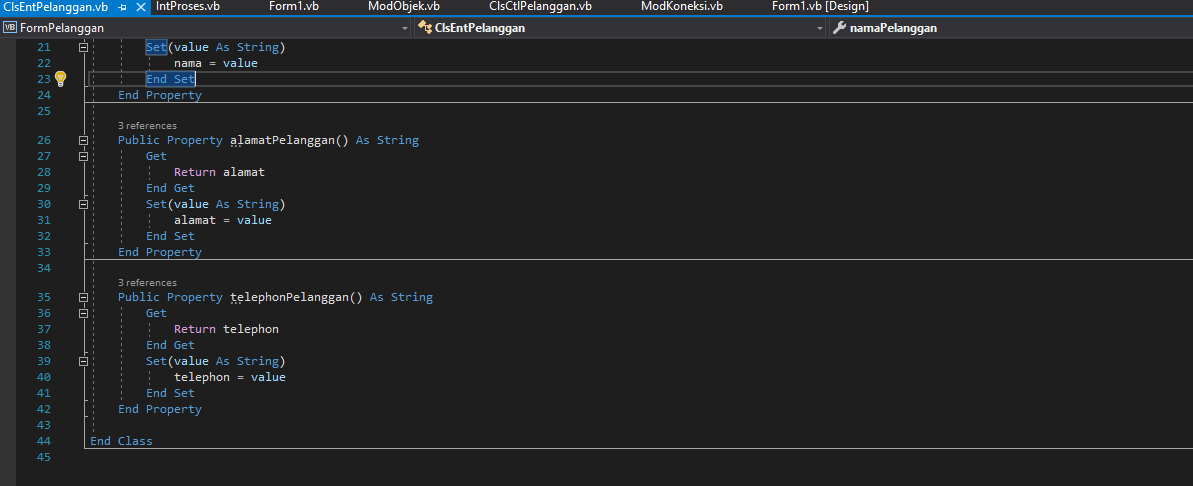 ClsEntPelanggan.vb IntProses.vb Form1.vb ModObjek.vb ClsCtlPelanggan.vb ModKoneksi.vb Form1.vb [Design]
VB FormPelanggan ClsEntPelanggan namaPelanggan
21 Set(value As String)
22 nama = value
23 End Set
24 End Property
25
3 references
26 Public Property alamatPelanggan() As String
27 Get
28 Return alamat
29 End Get
30 Set(value As String)
31 alamat = value
32 End Set
33 End Property
34
3 references
35 Public Property telephonPelanggan() As String
36 Get
37 Return telephon
38 End Get
39 Set(value As String)
40 telephon = value
41 End Set
42 End Property
43
44 End Class
45